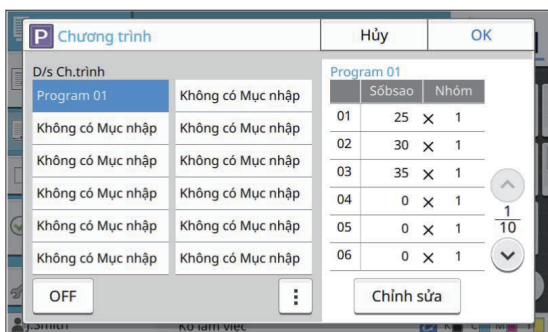 P Chương trình
Hủy
OK
D/s Ch.trình
Program 01
Không có Mục nhập
Không có Mục nhập
Không có Mục nhập
Không có Mục nhập
Không có Mục nhập
Không có Mục nhập
Không có Mục nhập
Không có Mục nhập
Không có Mục nhập
Không có Mục nhập
Không có Mục nhập
OFF
Program 01
Sốbsao Nhóm
01 25 × 1
02 30 × 1
03 35 × 1
04 0 × 1
05 0 × 1
06 0 × 1
1
10
Chỉnh sửa
J.Smith Ko làm việc K C M Y